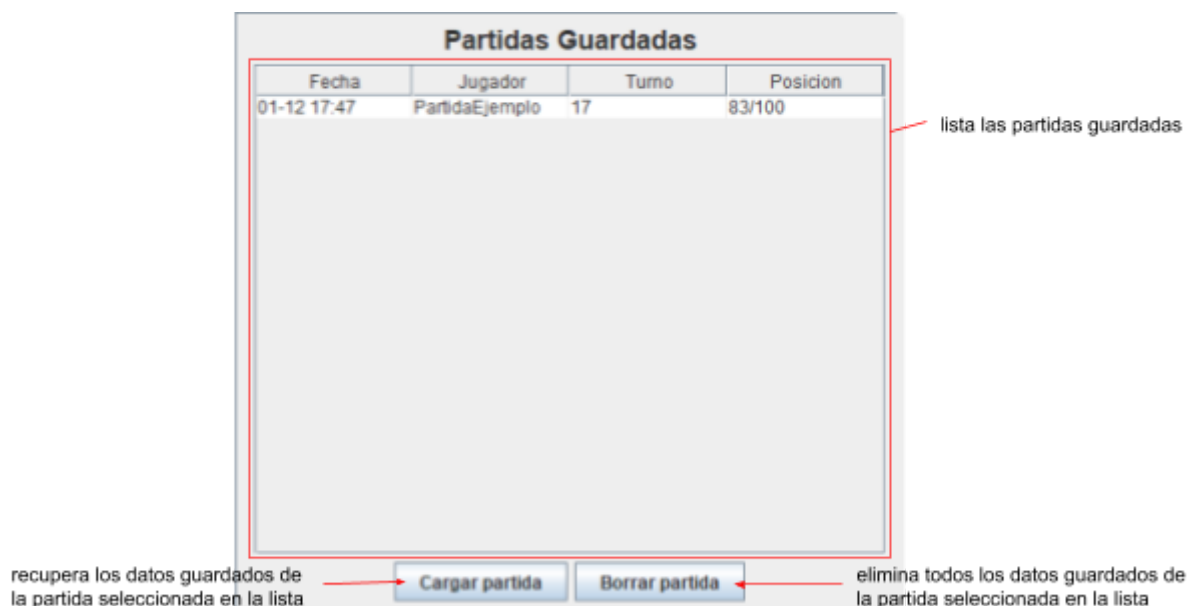 Partidas Guardadas
Fecha Jugador Turno Posicion
01-12 17:47 PartidaEjemplo 17 83/100
lista las partidas guardadas
recupera los datos guardados de
la partida seleccionada en la lista
Cargar partida Borrar partida
elimina todos los datos guardados de
la partida seleccionada en la lista